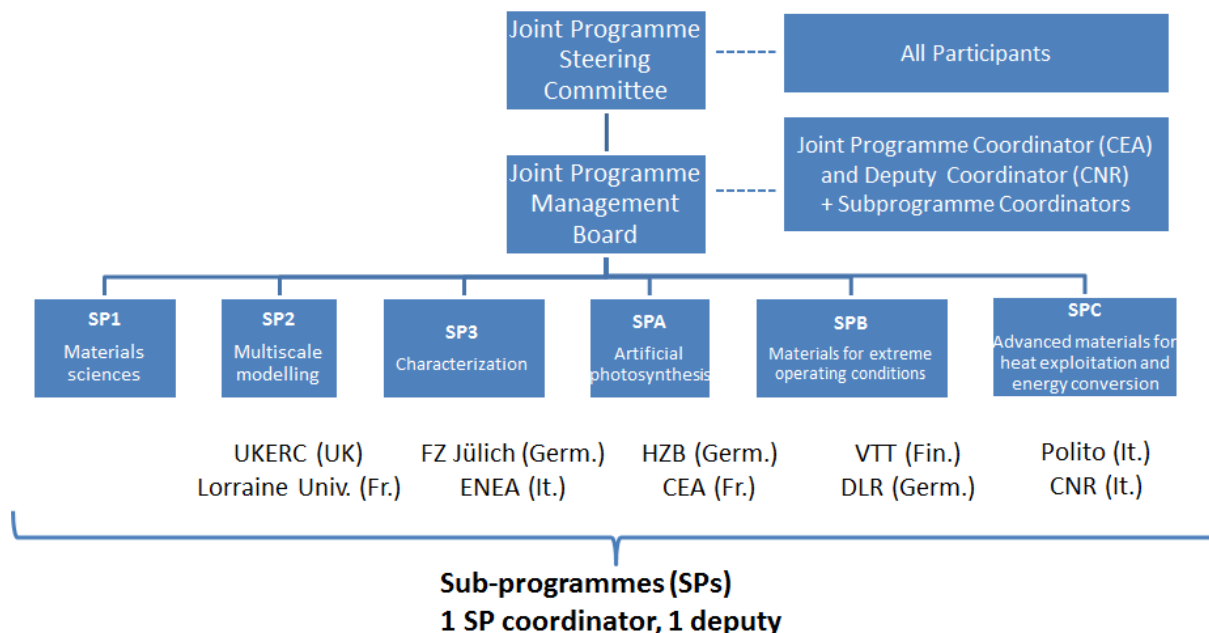 Joint Programme
Steering
Committee
All Participants
Joint Programme
Management
Board
Joint Programme Coordinator (CEA)
and Deputy Coordinator (CNR)
+ Subprogramme Coordinators
SP1
Materials
sciences
SP2
Multiscale
modelling
SP3
Characterization
SPA
Artificial
photosynthesis
SPB
Materials for extreme
operating conditions
SPC
Advanced materials for
heat exploitation and
energy conversion
UKERC (UK)
Lorraine Univ. (Fr.)
FZ Jülich (Germ.)
ENEA (It.)
HZB (Germ.)
CEA (Fr.)
VTT (Fin.)
DLR (Germ.)
Polito (It.)
CNR (It.)
Sub-programmes (SPs)
1 SP coordinator, 1 deputy